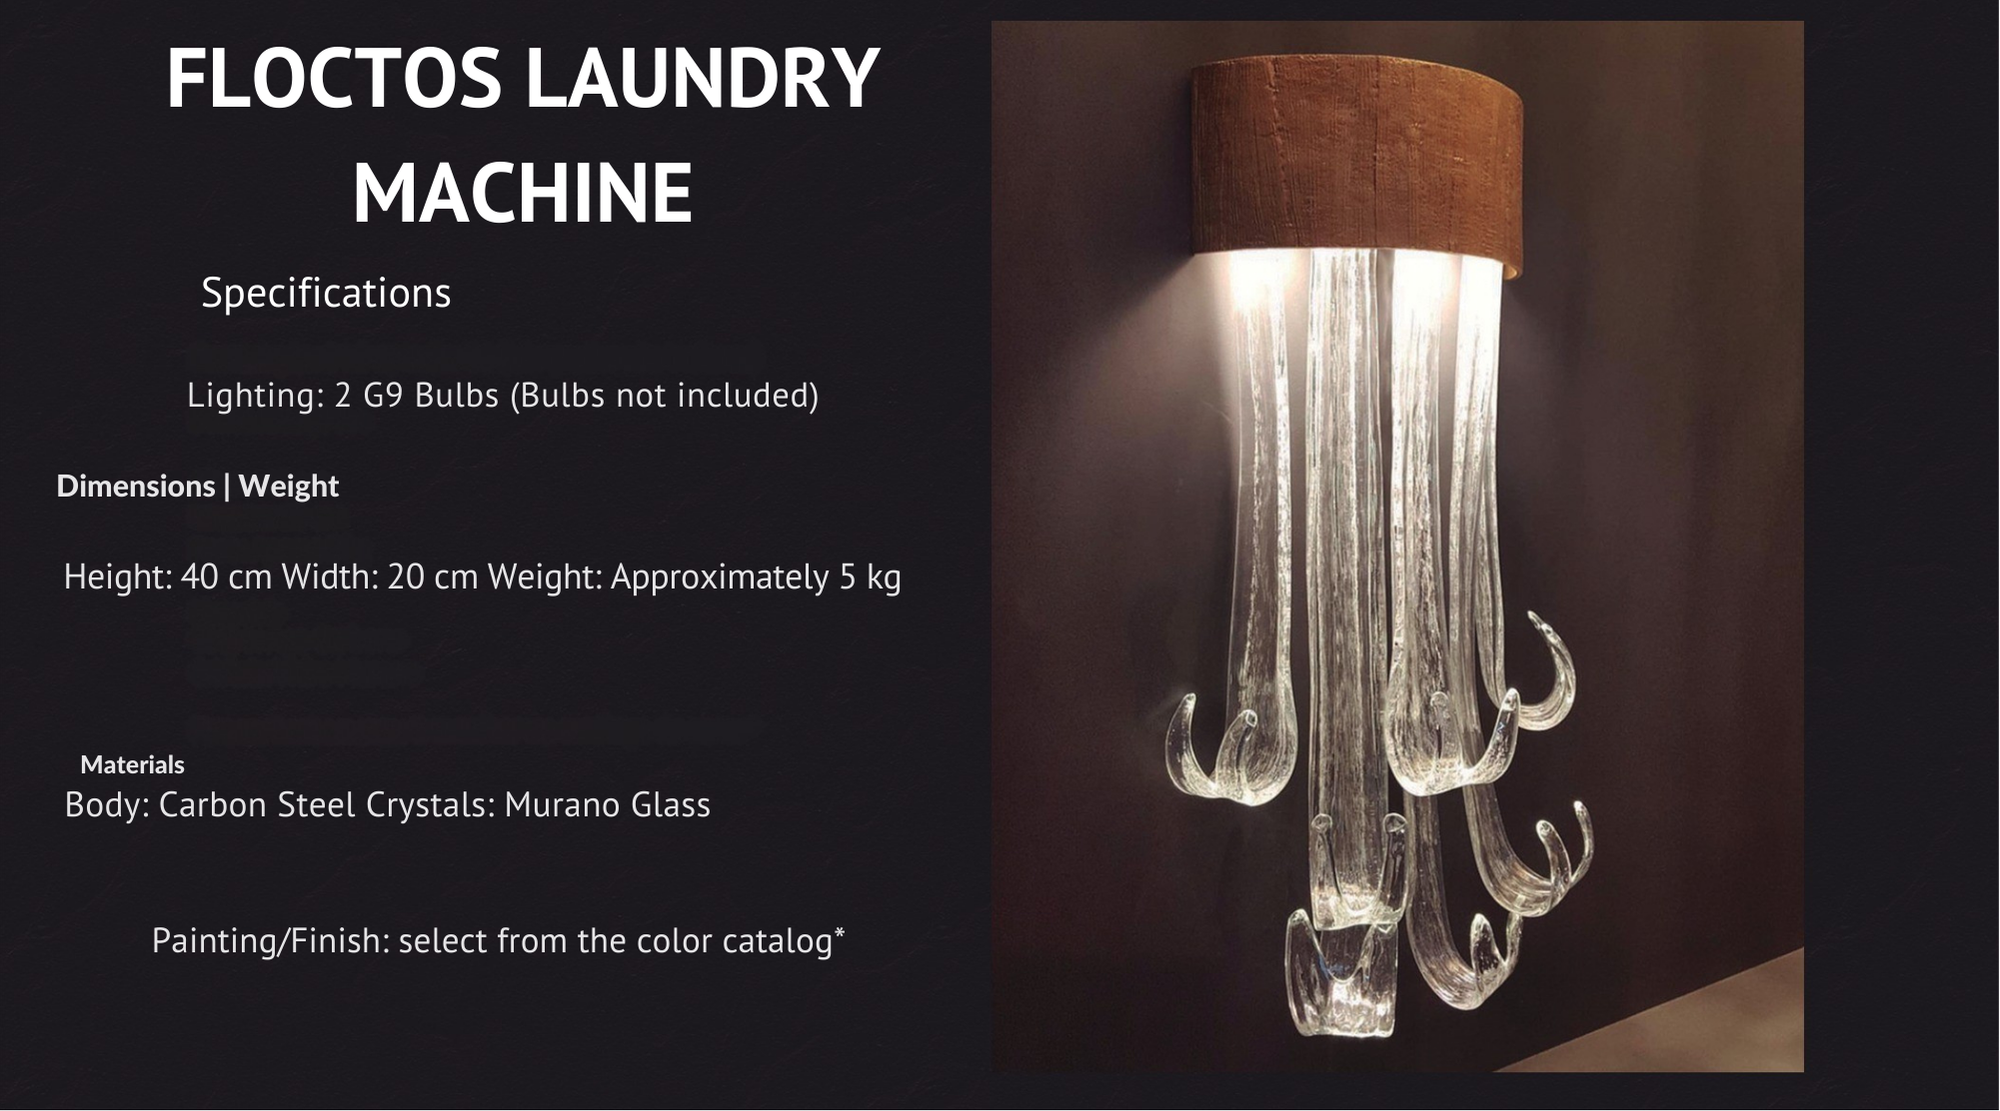 FLOCTOS LAUNDRY
MACHINE
Specifications
Lighting: 2 G9 Bulbs (Bulbs not included)
Dimensions | Weight
Height: 40 cm Width: 20 cm Weight: Approximately 5 kg
Materials
Body: Carbon Steel Crystals: Murano Glass
Painting/Finish: select from the color catalog*